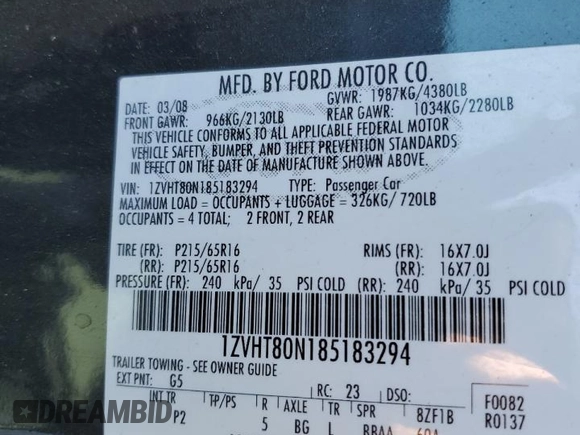 MFD. BY FORD MOTOR CO.
DATE: 03/08
GVWR: 1987KG/4380LB
FRONT GAWR: 966KG/2130LB
REAR GAWR: 1034KG/2280LB
THIS VEHICLE CONFORMS TO ALL APPLICABLE FEDERAL MOTOR
VEHICLE SAFETY, BUMPER, AND THEFT PREVENTION STANDARDS
IN EFFECT ON THE DATE OF MANUFACTURE SHOWN ABOVE.
VIN: 1ZVHT80N185183294 TYPE: Passenger Car
MAXIMUM LOAD = OCCUPANTS + LUGGAGE = 326KG/ 720LB
OCCUPANTS = 4 TOTAL; 2 FRONT, 2 REAR
TIRE (FR): P215/65R16 RIMS (FR): 16X7.0J
(RR): P215/65R16 (RR): 16X7.0J
PRESSURE (FR): 240 kPa/ 35 PSI COLD (RR): 240 kPa/ 35 PSI COLD
1ZVHT80N185183294
TRAILER TOWING - SEE OWNER GUIDE
EXT PNT: G5 RC: 23 DSO: F0082
INT TR TP/PS R AXLE TR SPR 8ZF1B R0137
P2 5 BG L BBAA 60A
DREAMBID